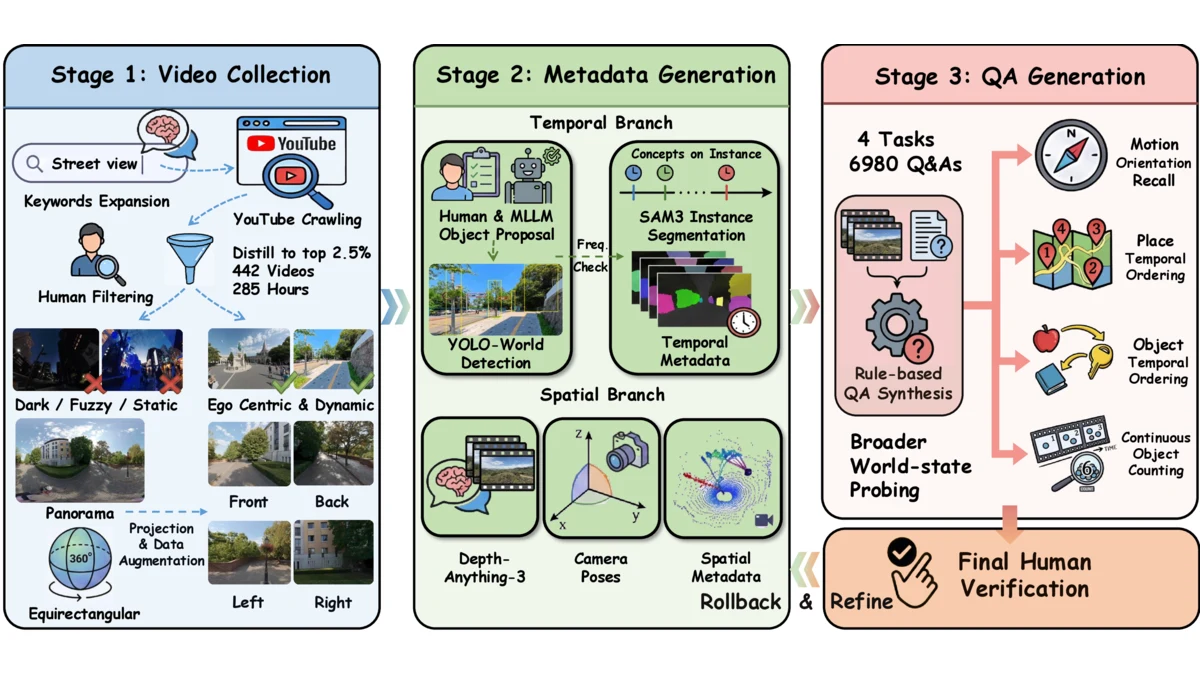 Stage 1: Video Collection
Street view
YouTube
Keywords Expansion
YouTube Crawling
Human Filtering
Distill to top 2.5%
442 Videos
285 Hours
Dark / Fuzzy / Static
Ego Centric & Dynamic
Panorama
Front
Back
Projection
& Data
Augmentation
360°
Equirectangular
Left
Right
Stage 2: Metadata Generation
Temporal Branch
Human & MLLM
Object Proposal
YOLO-World
Detection
Freq.
Check
Concepts on Instance
SAM3 Instance
Segmentation
Temporal
Metadata
Spatial Branch
z
x
y
Depth-
Anything-3
Camera
Poses
Spatial
Metadata
Rollback & Refine
Stage 3: QA Generation
4 Tasks
6980 Q&As
?
?
Rule-based
QA Synthesis
Broader
World-state
Probing
N
Motion
Orientation
Recall
1
4
3
2
Place
Temporal
Ordering
Object
Temporal
Ordering
1
2
3
TIME
6
Continuous
Object
Counting
Final Human
Verification